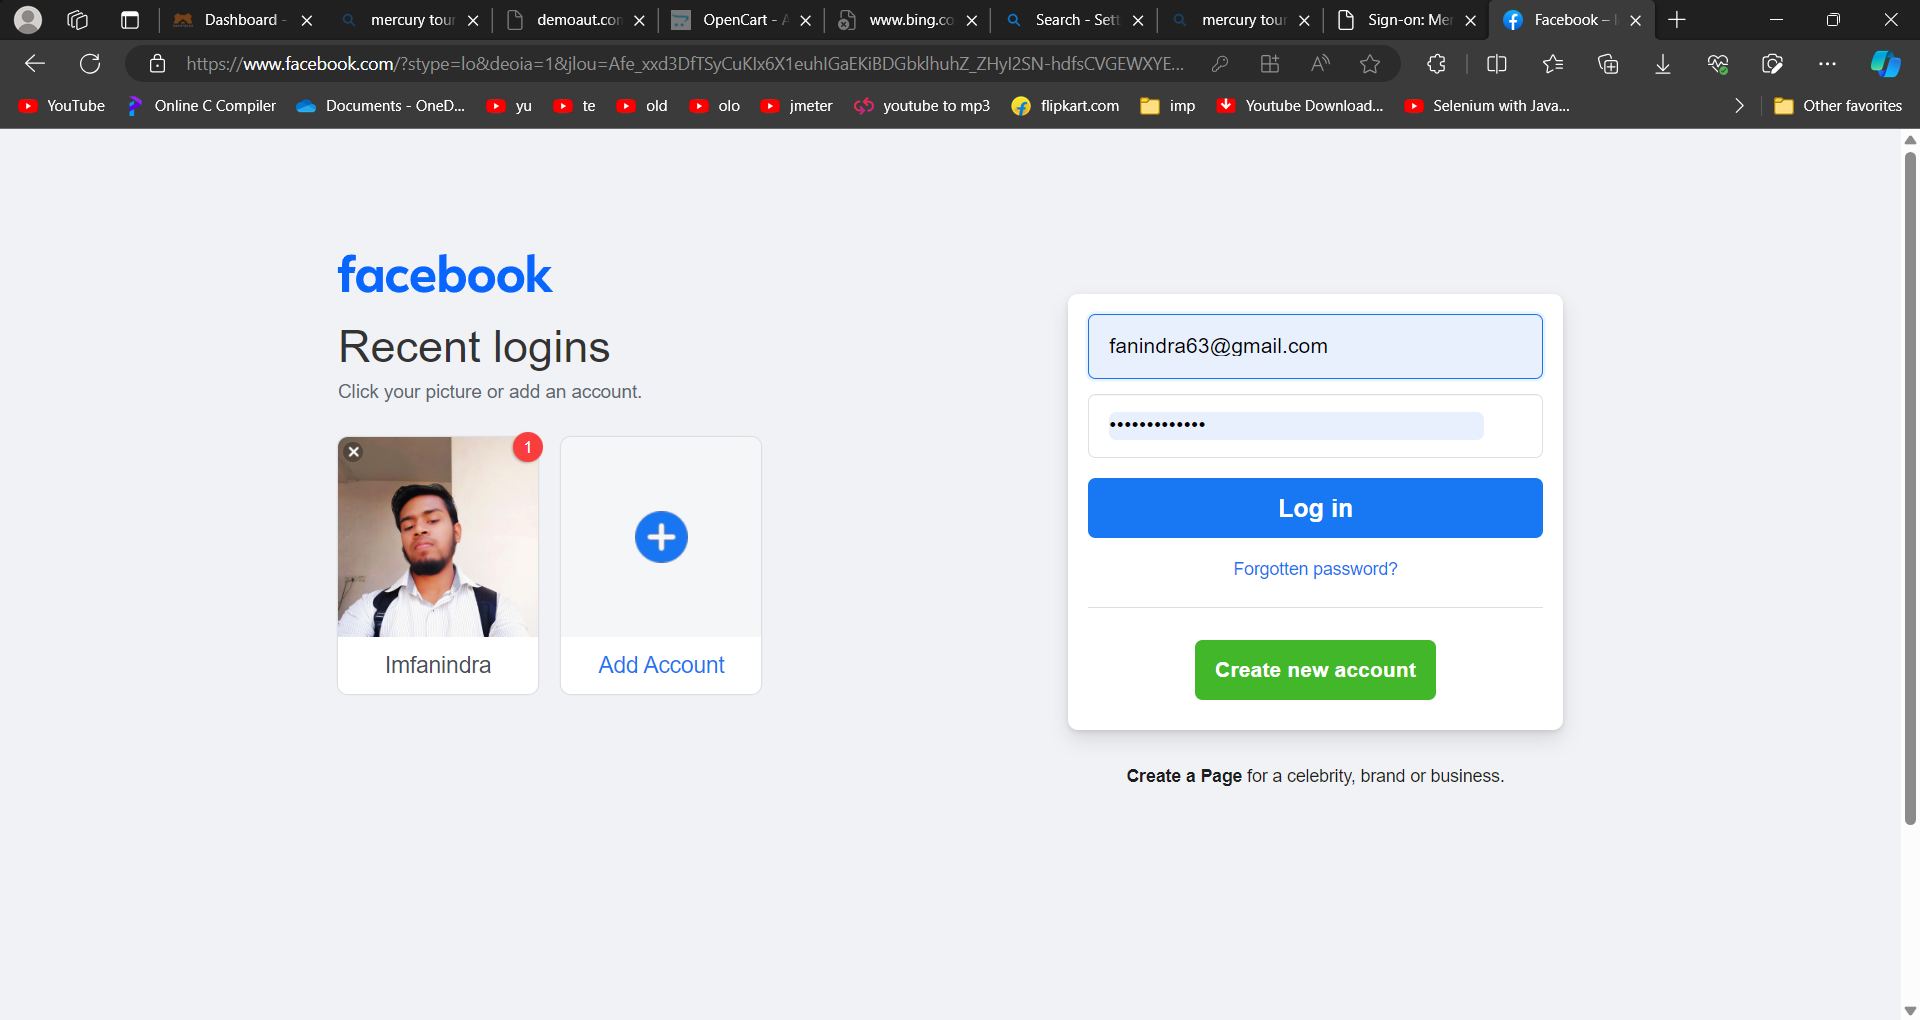 Dashboard -
mercury tour
demoaut.com
OpenCart -
www.bing.co
Search - Sett
mercury tour
Sign-on: Mer
Facebook –
https://www.facebook.com/?stype=lo&deoia=1&jlou=Afe_xxd3DfTSyCuKlx6X1euhlGaEKiBDGbklhuhZ_ZHyl2SN-hdfsCVGEWXYE...
YouTube
Online C Compiler
Documents - OneD...
yu
te
old
olo
jmeter
youtube to mp3
flipkart.com
imp
Youtube Download...
Selenium with Java...
Other favorites
facebook
Recent logins
Click your picture or add an account.
1
Imfanindra
Add Account
fanindra63@gmail.com
•••••••••••••
Log in
Forgotten password?
Create new account
Create a Page for a celebrity, brand or business.